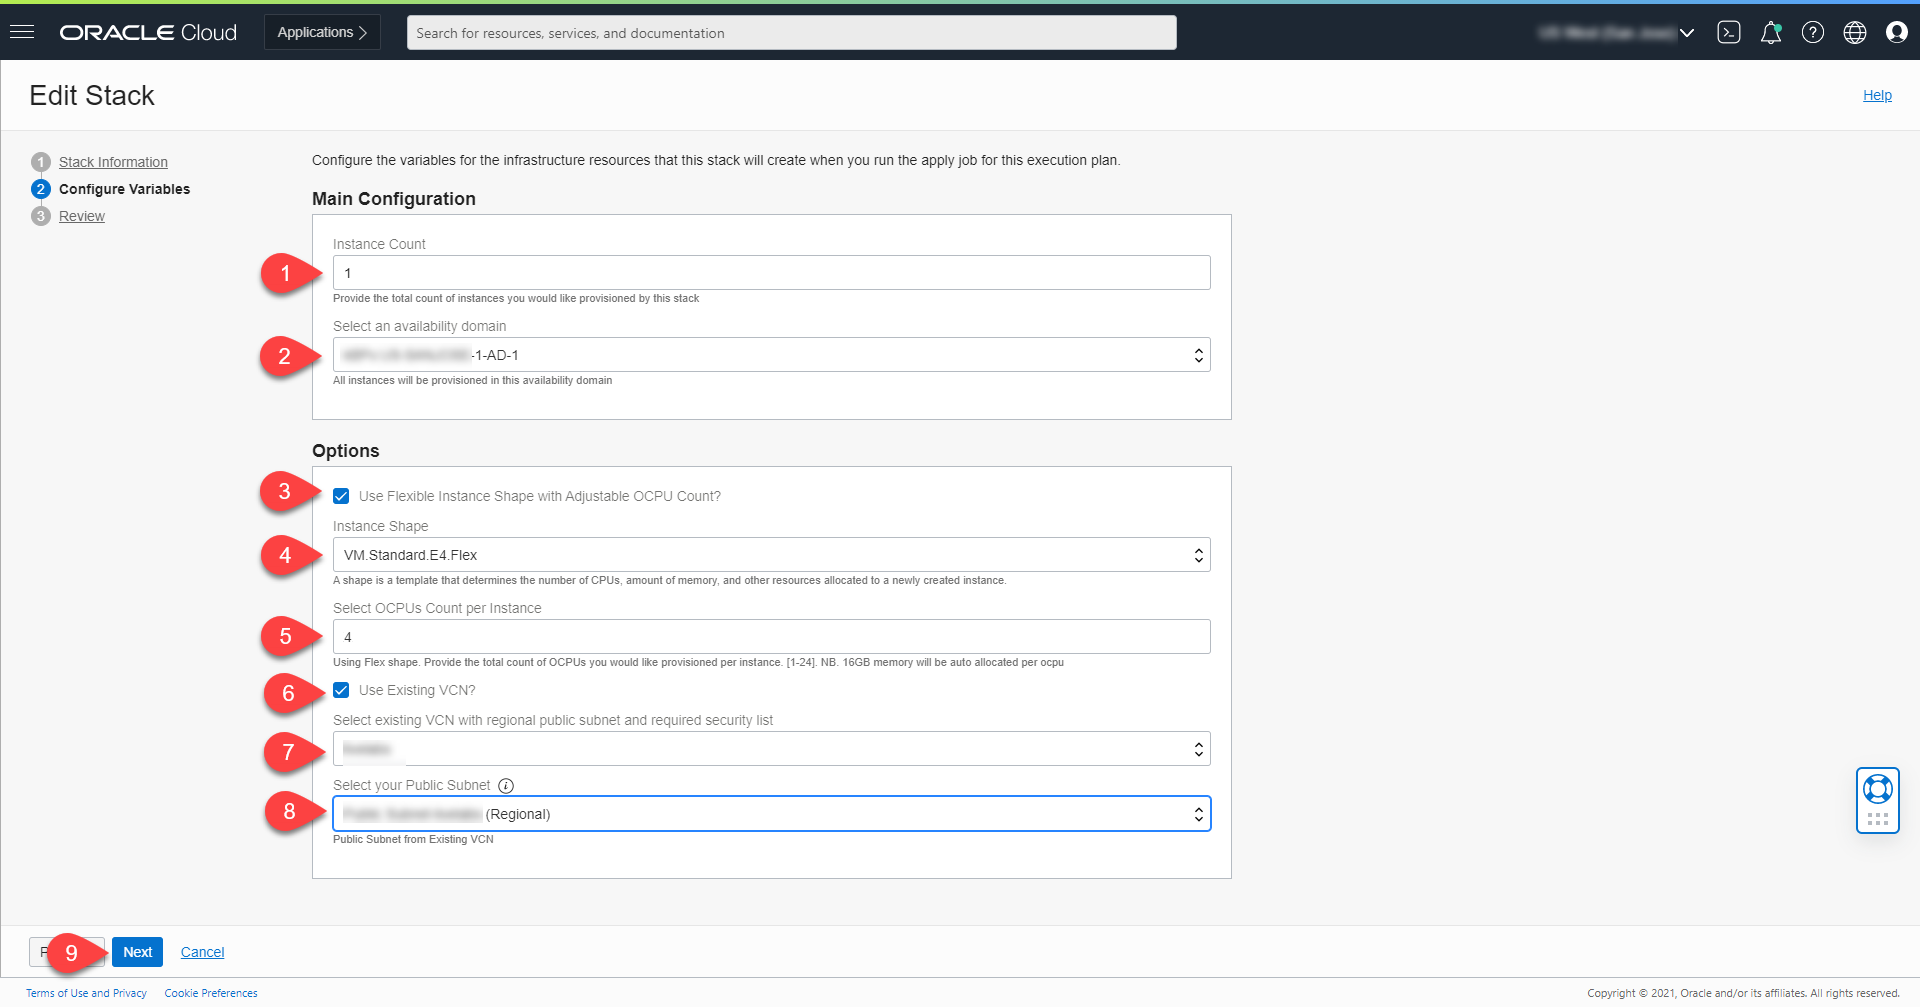 ORACLE Cloud
Applications
Search for resources, services, and documentation
Edit Stack
Help
1 Stack Information
2 Configure Variables
3 Review
Configure the variables for the infrastructure resources that this stack will create when you run the apply job for this execution plan.
Main Configuration
Instance Count
1 1
Provide the total count of instances you would like provisioned by this stack
Select an availability domain
2 -1-AD-1
All instances will be provisioned in this availability domain
Options
3 Use Flexible Instance Shape with Adjustable OCPU Count?
Instance Shape
4 VM.Standard.E4.Flex
A shape is a template that determines the number of CPUs, amount of memory, and other resources allocated to a newly created instance.
Select OCPUs Count per Instance
5 4
Using Flex shape. Provide the total count of OCPUs you would like provisioned per instance. [1-24]. NB. 16GB memory will be auto allocated per ocpu
6 Use Existing VCN?
Select existing VCN with regional public subnet and required security list
7
Select your Public Subnet
8 (Regional)
Public Subnet from Existing VCN
9 Next Cancel
Terms of Use and Privacy Cookie Preferences
Copyright © 2021, Oracle and/or its affiliates. All rights reserved.